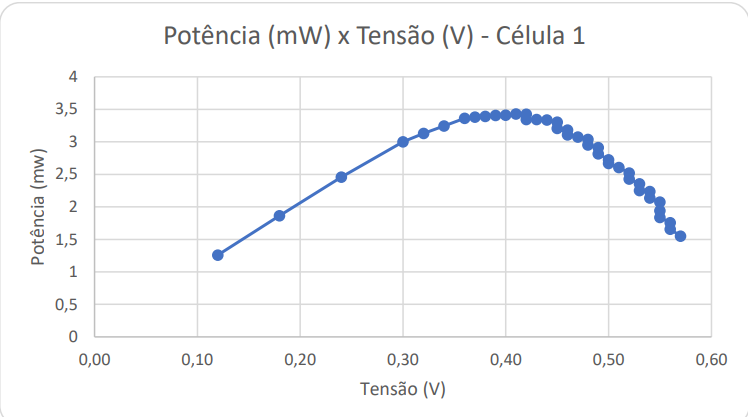 Potência (mW) x Tensão (V) - Célula 1
4
3,5
3
2,5
2
1,5
1
0,5
0
Potência (mw)
0,00 0,10 0,20 0,30 0,40 0,50 0,60
Tensão (V)